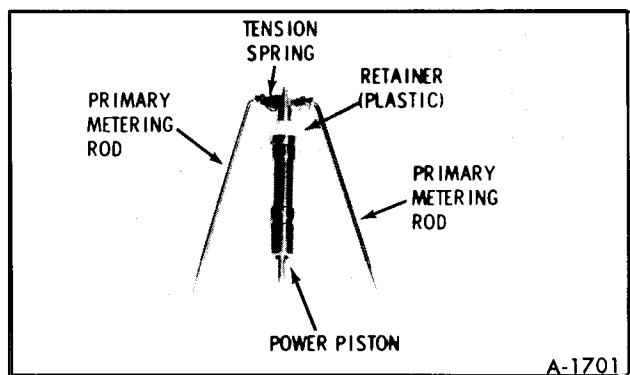 TENSION
SPRING
RETAINER
(PLASTIC)
PRIMARY
METERING
ROD
PRIMARY
METERING
ROD
POWER PISTON
A-1701